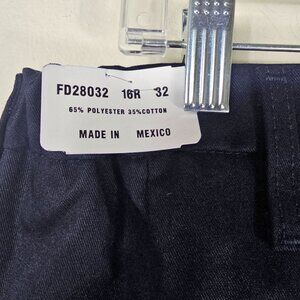 FD28032 16R 32
65% POLYESTER 35%COTTON
MADE IN MEXICO